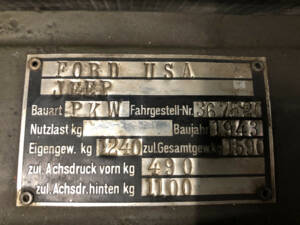 FORD USA
JEEP
Bauart PKW Fahrgestell-Nr.
Nutzlast kg Baujahr 1943
Eigengew. kg 1240 zul.Gesamtgew.kg 1590
zul. Achsdruck vorn kg 490
zul. Achsdr. hinten kg 1100